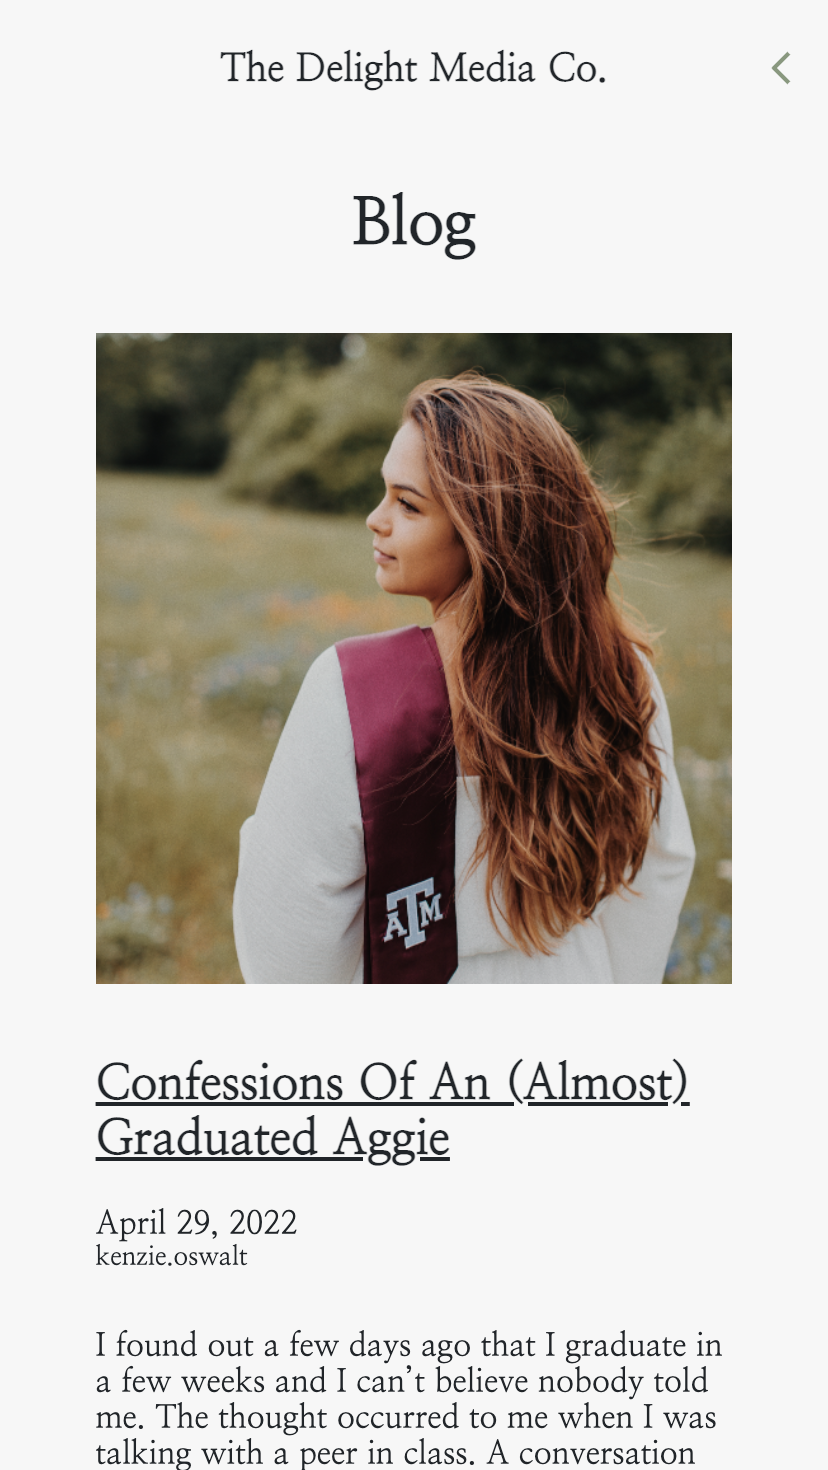 The Delight Media Co.
Blog
ATM
Confessions Of An (Almost)
Graduated Aggie
April 29, 2022
kenzie.oswalt
I found out a few days ago that I graduate in
a few weeks and I can’t believe nobody told
me. The thought occurred to me when I was
talking with a peer in class. A conversation